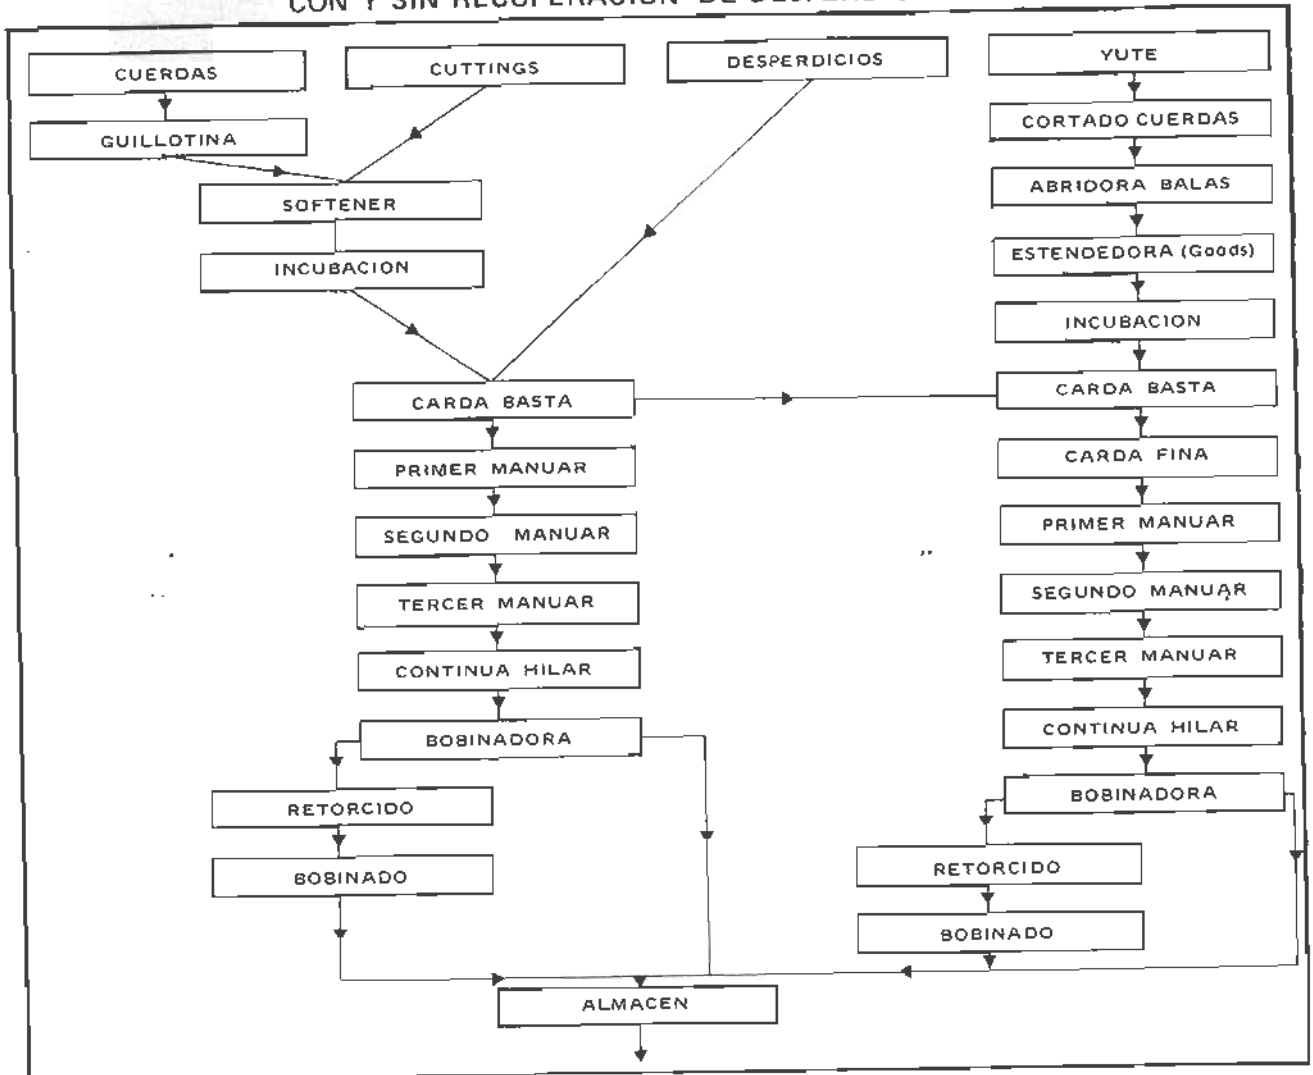 CON Y SIN RECUPERACION DE
CUERDAS
CUTTINGS
DESPERDICIOS
YUTE
GUILLOTINA
CORTADO CUERDAS
SOFTENER
ABRIDORA BALAS
INCUBACION
ESTENDEDORA (Goods)
INCUBACION
CARDA BASTA
CARDA BASTA
PRIMER MANUAR
CARDA FINA
SEGUNDO MANUAR
PRIMER MANUAR
TERCER MANUAR
SEGUNDO MANUAR
CONTINUA HILAR
TERCER MANUAR
BOBINADORA
CONTINUA HILAR
RETORCIDO
BOBINADORA
BOBINADO
RETORCIDO
BOBINADO
ALMACEN